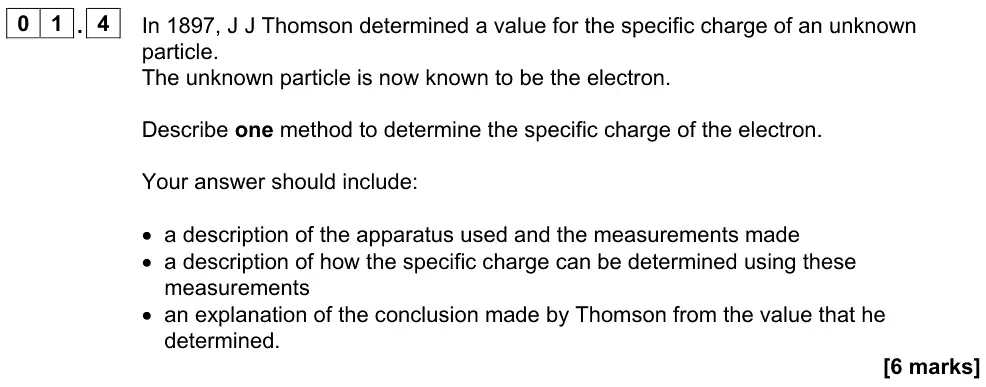 01.4 In 1897, J J Thomson determined a value for the specific charge of an unknown
particle.
The unknown particle is now known to be the electron.
Describe one method to determine the specific charge of the electron.
Your answer should include:
• a description of the apparatus used and the measurements made
• a description of how the specific charge can be determined using these
measurements
• an explanation of the conclusion made by Thomson from the value that he
determined.
[6 marks]